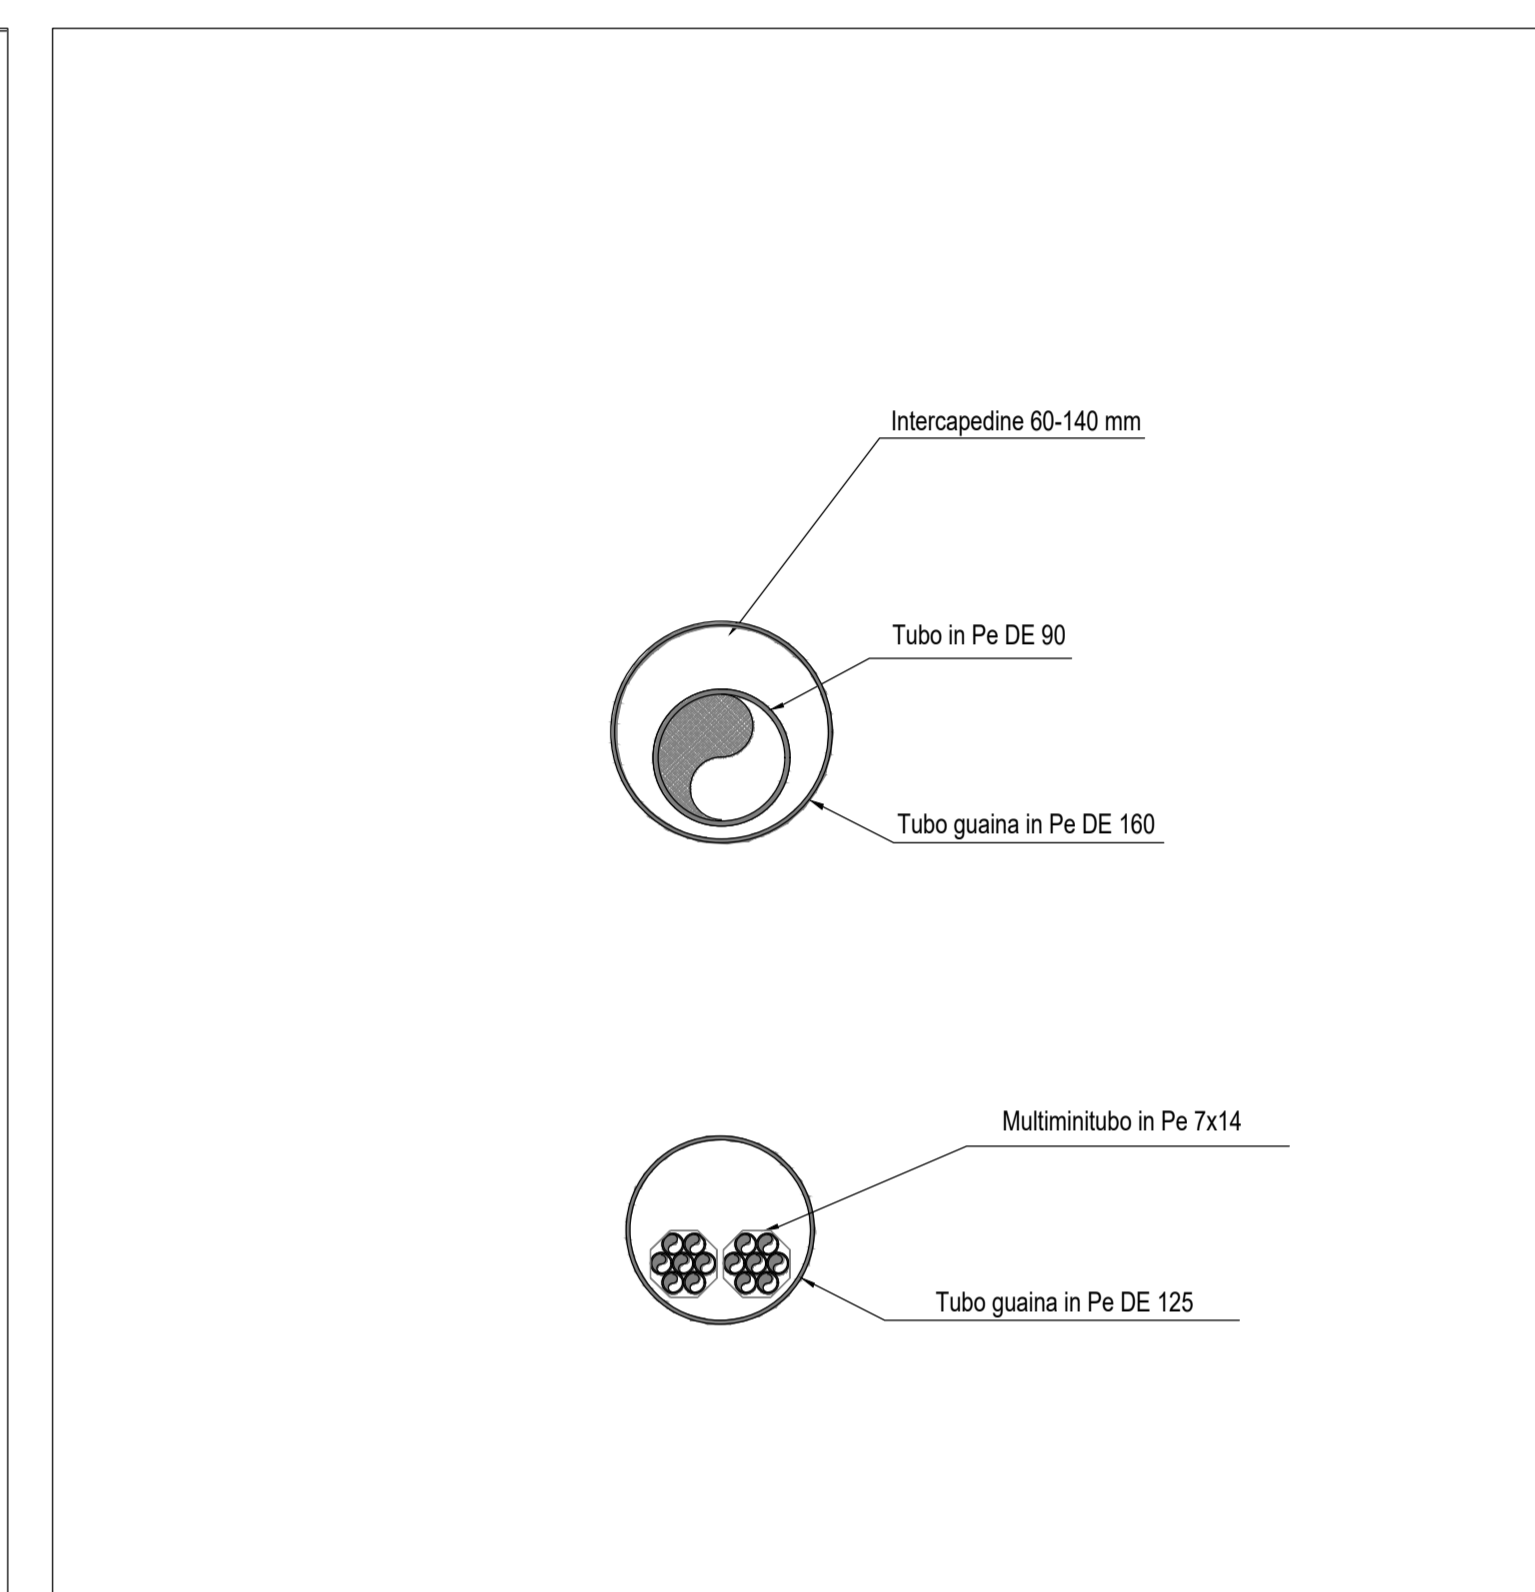 Intercapedine 60-140 mm
Tubo in Pe DE 90
Tubo guaina in Pe DE 160
Multiminitubo in Pe 7x14
Tubo guaina in Pe DE 125